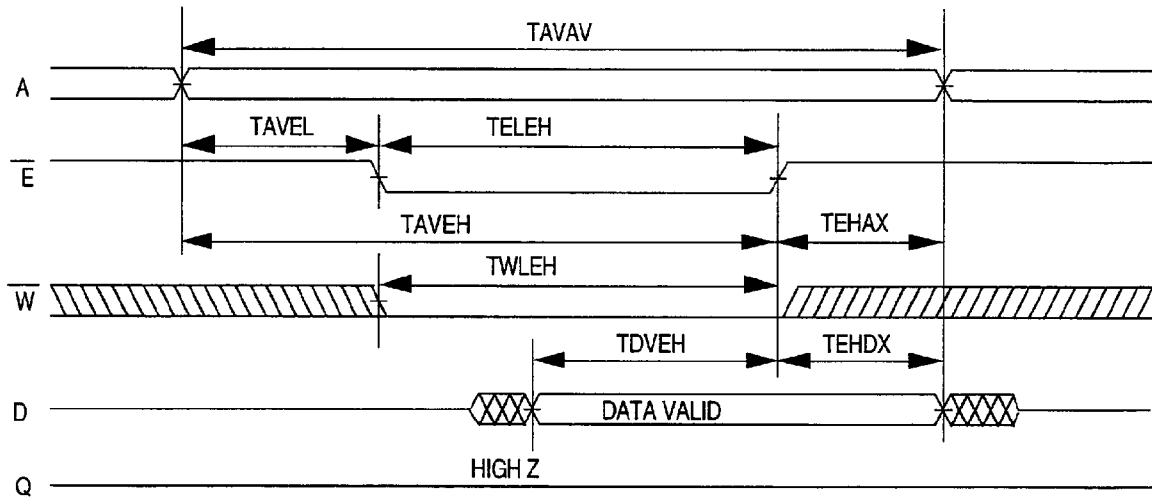 TAVAV
A
TAVEL TELEH
E
TAVEH TEHAX
TWLEH
W
TDVEH TEHDX
D DATA VALID
HIGH Z
Q